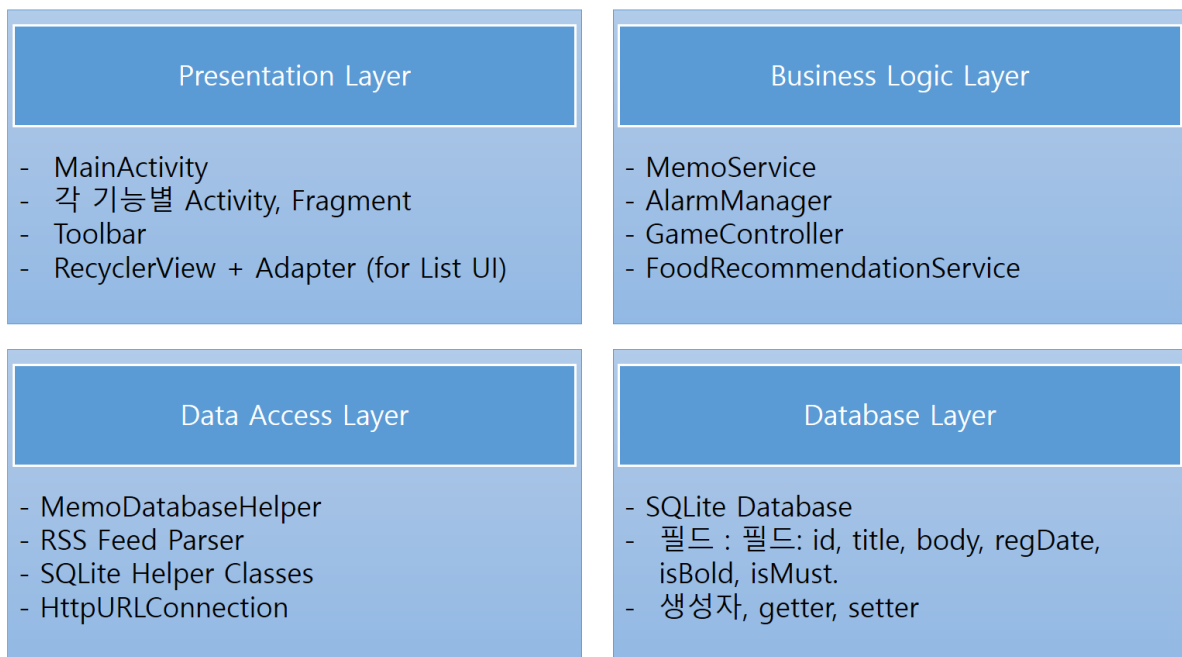 Presentation Layer
- MainActivity
- 각 기능별 Activity, Fragment
- Toolbar
- RecyclerView + Adapter (for List UI)
Business Logic Layer
- MemoService
- AlarmManager
- GameController
- FoodRecommendationService
Data Access Layer
- MemoDatabaseHelper
- RSS Feed Parser
- SQLite Helper Classes
- HttpURLConnection
Database Layer
- SQLite Database
- 필드 : 필드: id, title, body, regDate,
isBold, isMust.
- 생성자, getter, setter